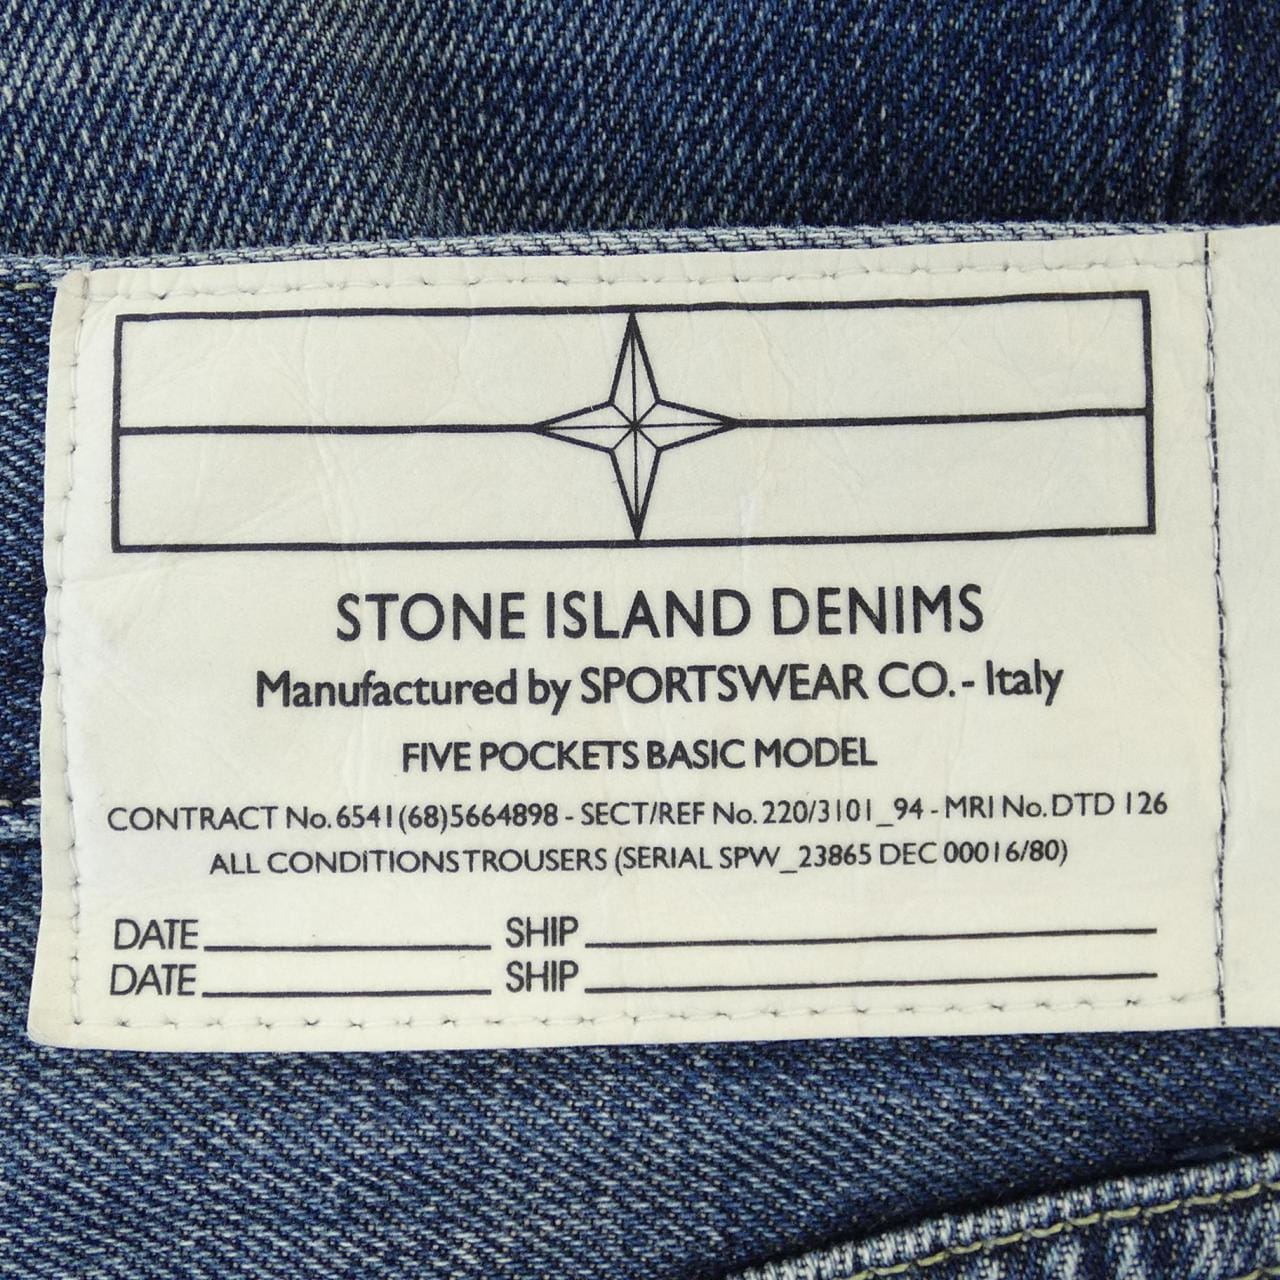 STONE ISLAND DENIMS
Manufactured by SPORTSWEAR CO. - Italy
FIVE POCKETS BASIC MODEL
CONTRACT No. 6541(68)5664898 - SECT/REF No. 220/3101_94 - MRI No. DTD 126
ALL CONDITIONS TROUSERS (SERIAL SPW_23865 DEC 00016/80)
DATE SHIP
DATE SHIP